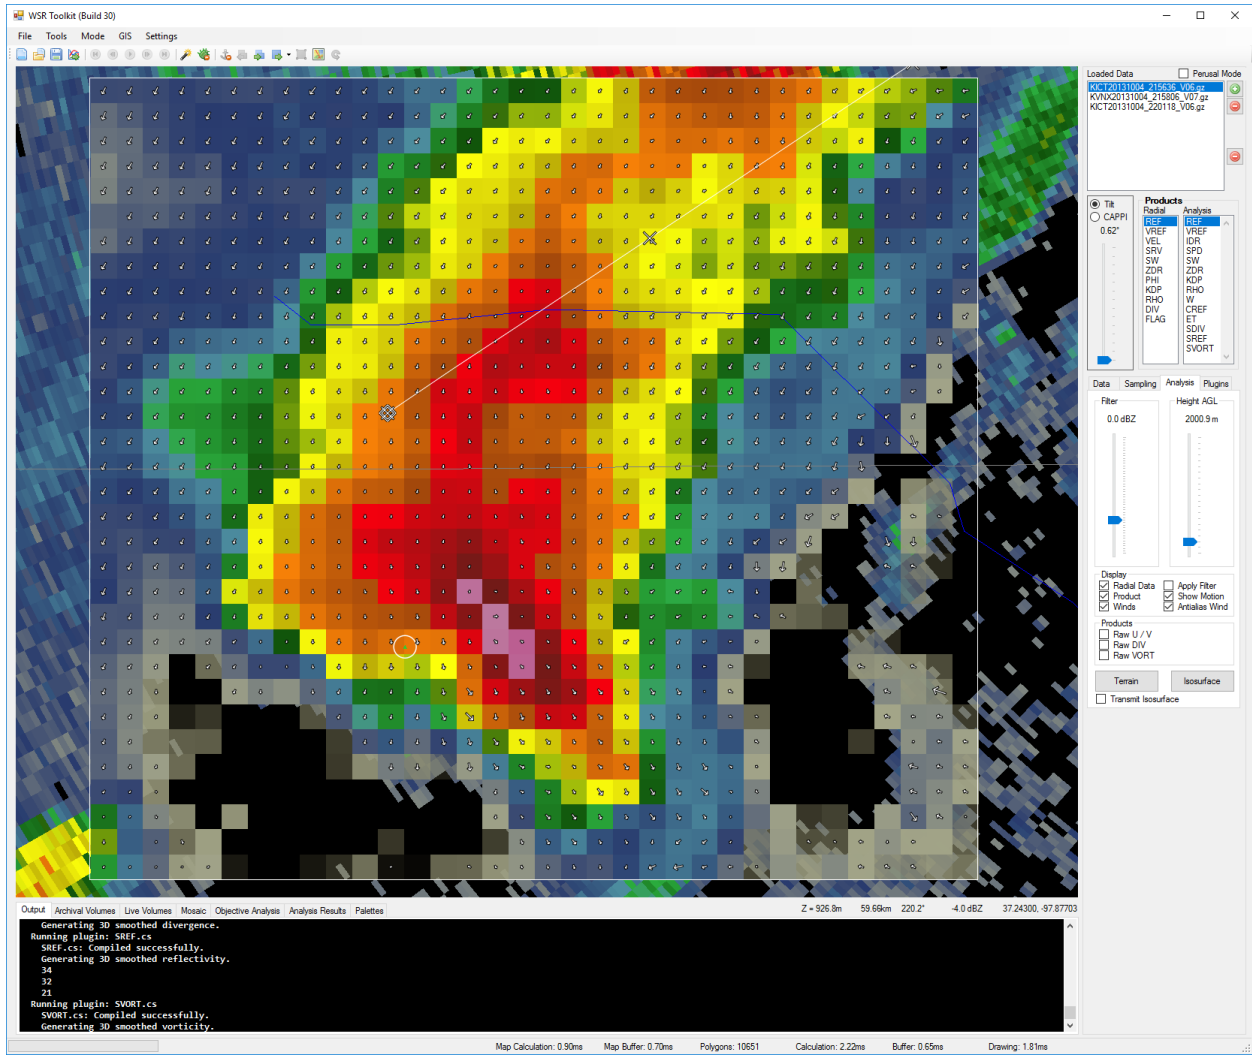 WSR Toolkit (Build 30)
File Tools Mode GIS Settings
Loaded Data Perusal Mode
KICT20131004_215636_V06.gz
KVNX20131004_215806_V07.gz
KICT20131004_220118_V06.gz
Tilt
CAPPI
0.62°
Products
Radial Analysis
REF REF
VREF VREF
VEL IDR
SRV SPD
SW SW
ZDR ZDR
PHI KDP
KDP RHO
RHO W
DIV CREF
FLAG ET
SDIV
SREF
SVORT
Data Sampling Analysis Plugins
Filter Height AGL
0.0 dBZ 2000.9 m
Display
Radial Data Apply Filter
Product Show Motion
Winds Antialias Wind
Products
Raw U / V
Raw DIV
Raw VORT
Terrain Isosurface
Transmit Isosurface
Output Archival Volumes Live Volumes Mosaic Objective Analysis Analysis Results Palettes Z = 926.8m 59.66km 220.2° -4.0 dBZ 37.24300, -97.87703
Generating 3D smoothed divergence.
Running plugin: SREF.cs
SREF.cs: Compiled successfully.
Generating 3D smoothed reflectivity.
34
32
21
Running plugin: SVORT.cs
SVORT.cs: Compiled successfully.
Generating 3D smoothed vorticity.
Map Calculation: 0.90ms Map Buffer: 0.70ms Polygons: 10651 Calculation: 2.22ms Buffer: 0.65ms Drawing: 1.81ms